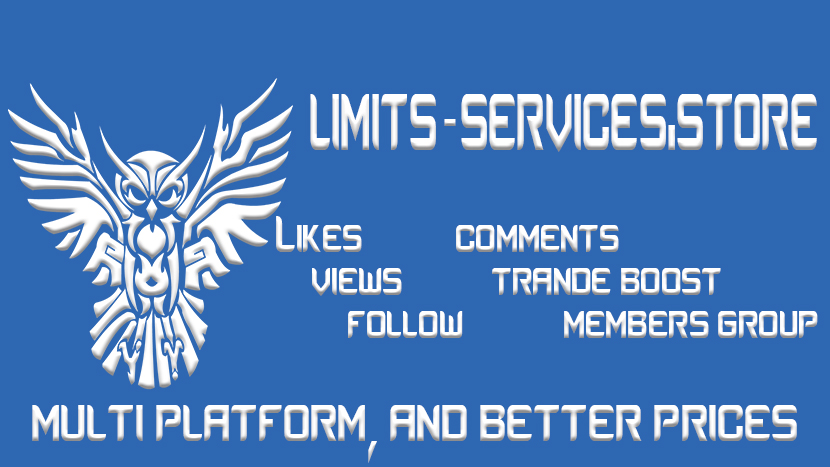 LIMITS-SERVICES.STORE
LIKES COMMENTS
VIEWS TRANDE BOOST
FOLLOW MEMBERS GROUP
MULTI PLATFORM, AND BETTER PRICES